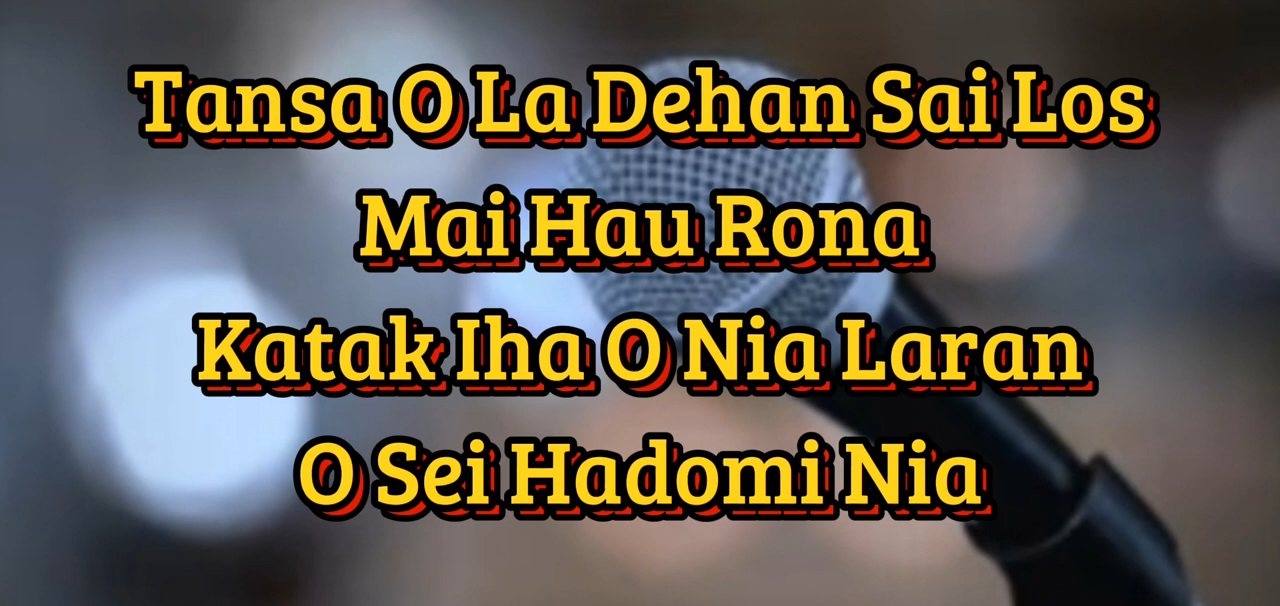 Tansa O La Dehan Sai Los
Mai Hau Rona
Katak Iha O Nia Laran
O Sei Hadomi Nia